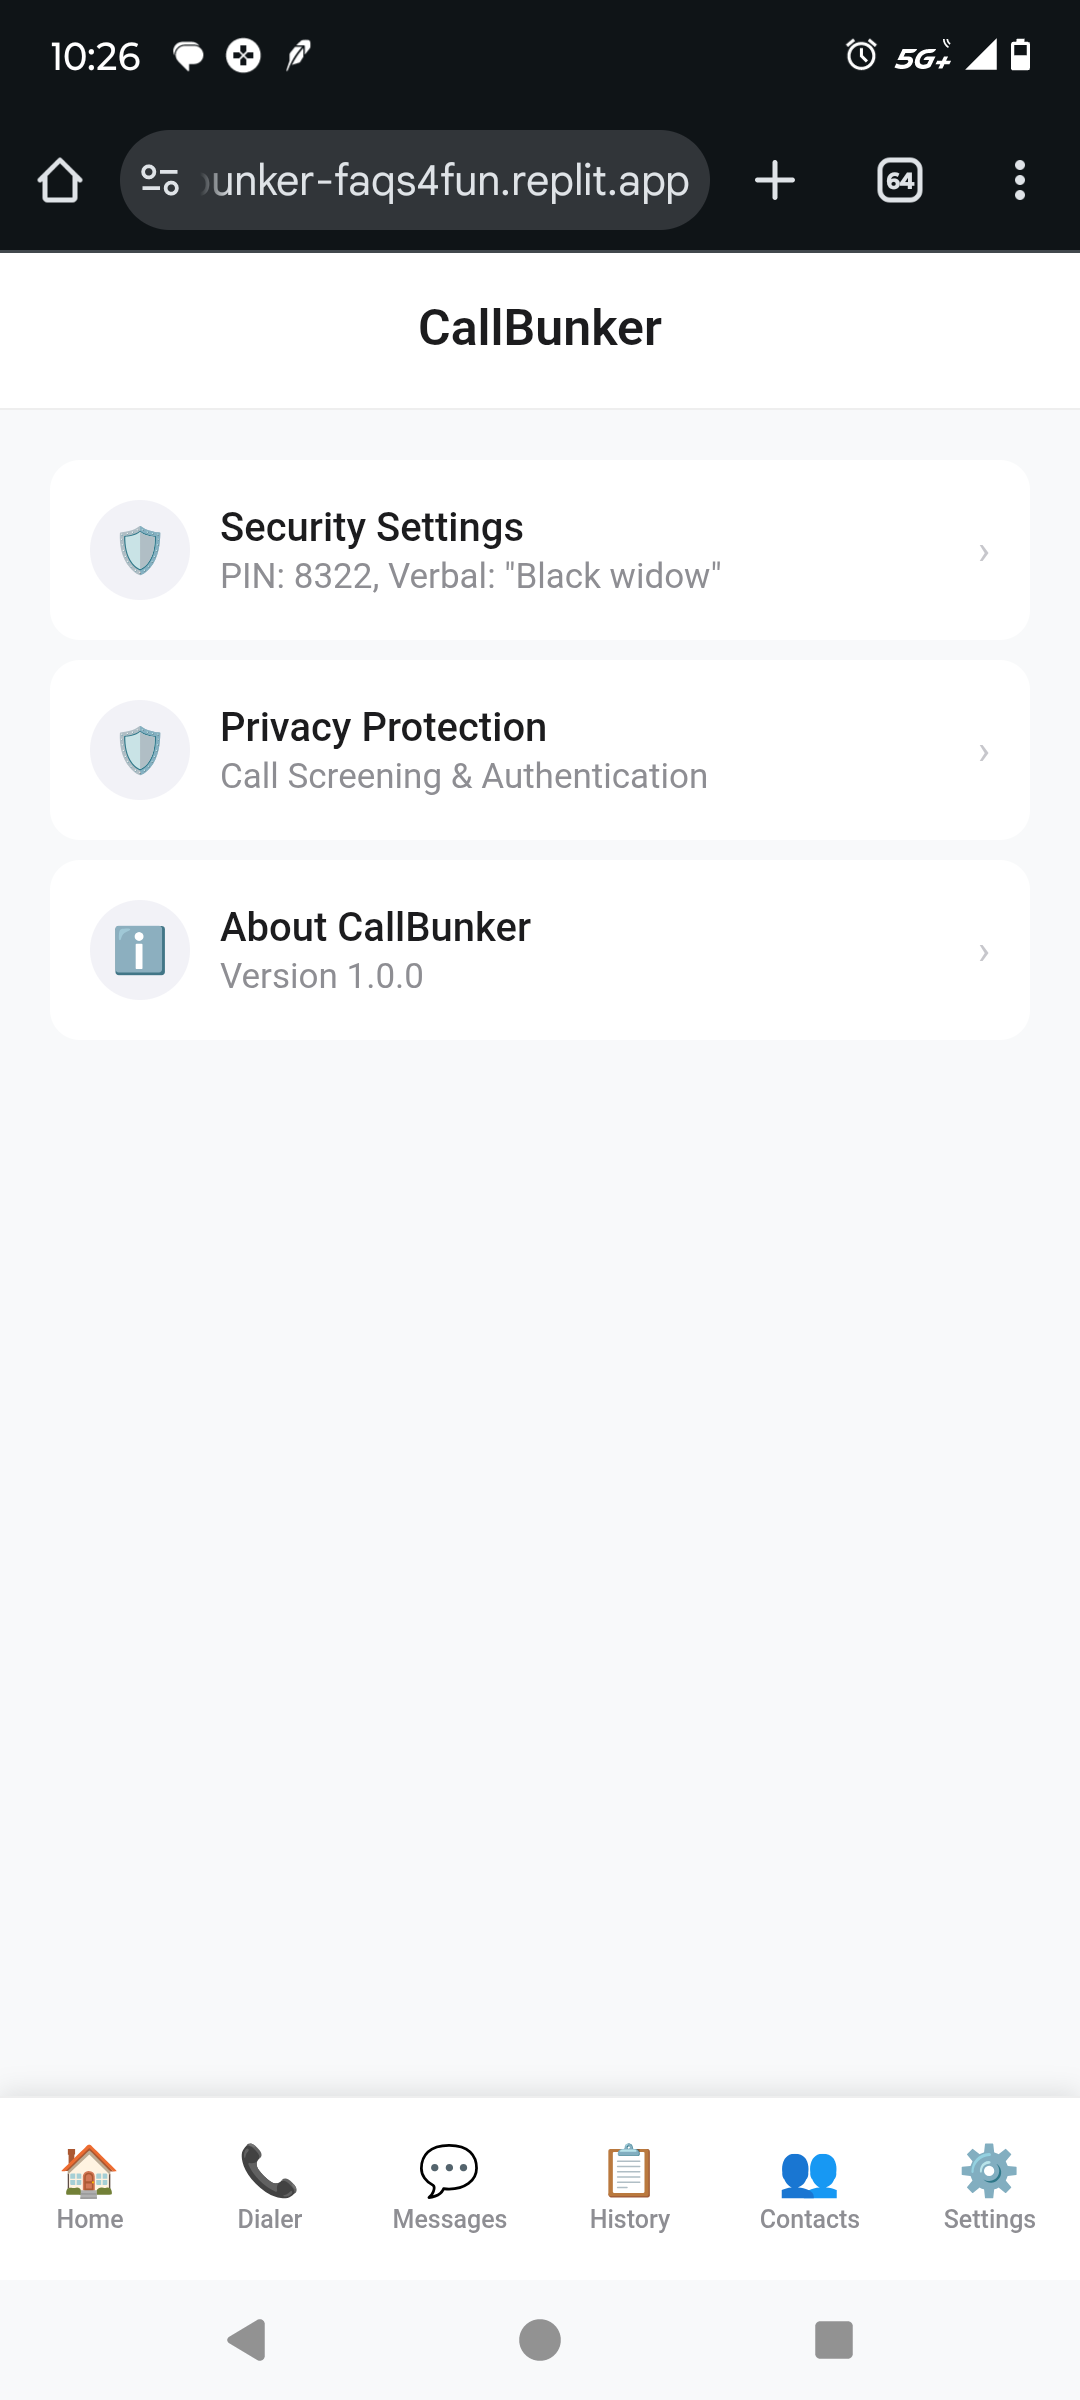 10:26
5G+
unker-faqs4fun.replit.app
64
CallBunker
Security Settings
PIN: 8322, Verbal: "Black widow"
Privacy Protection
Call Screening & Authentication
About CallBunker
Version 1.0.0
Home
Dialer
Messages
History
Contacts
Settings